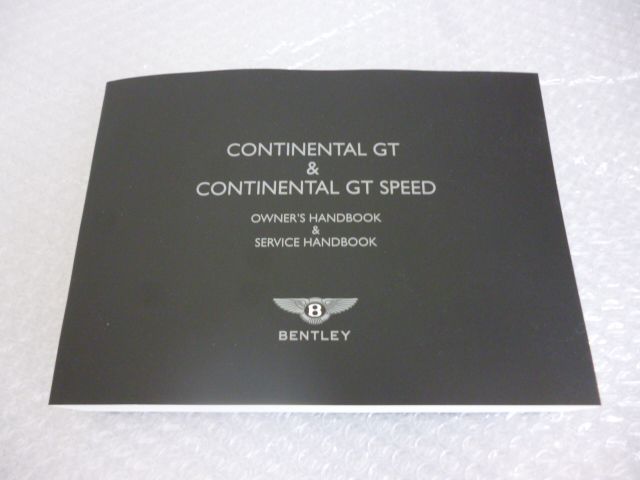 CONTINENTAL GT
&
CONTINENTAL GT SPEED
OWNER'S HANDBOOK
&
SERVICE HANDBOOK
B
BENTLEY